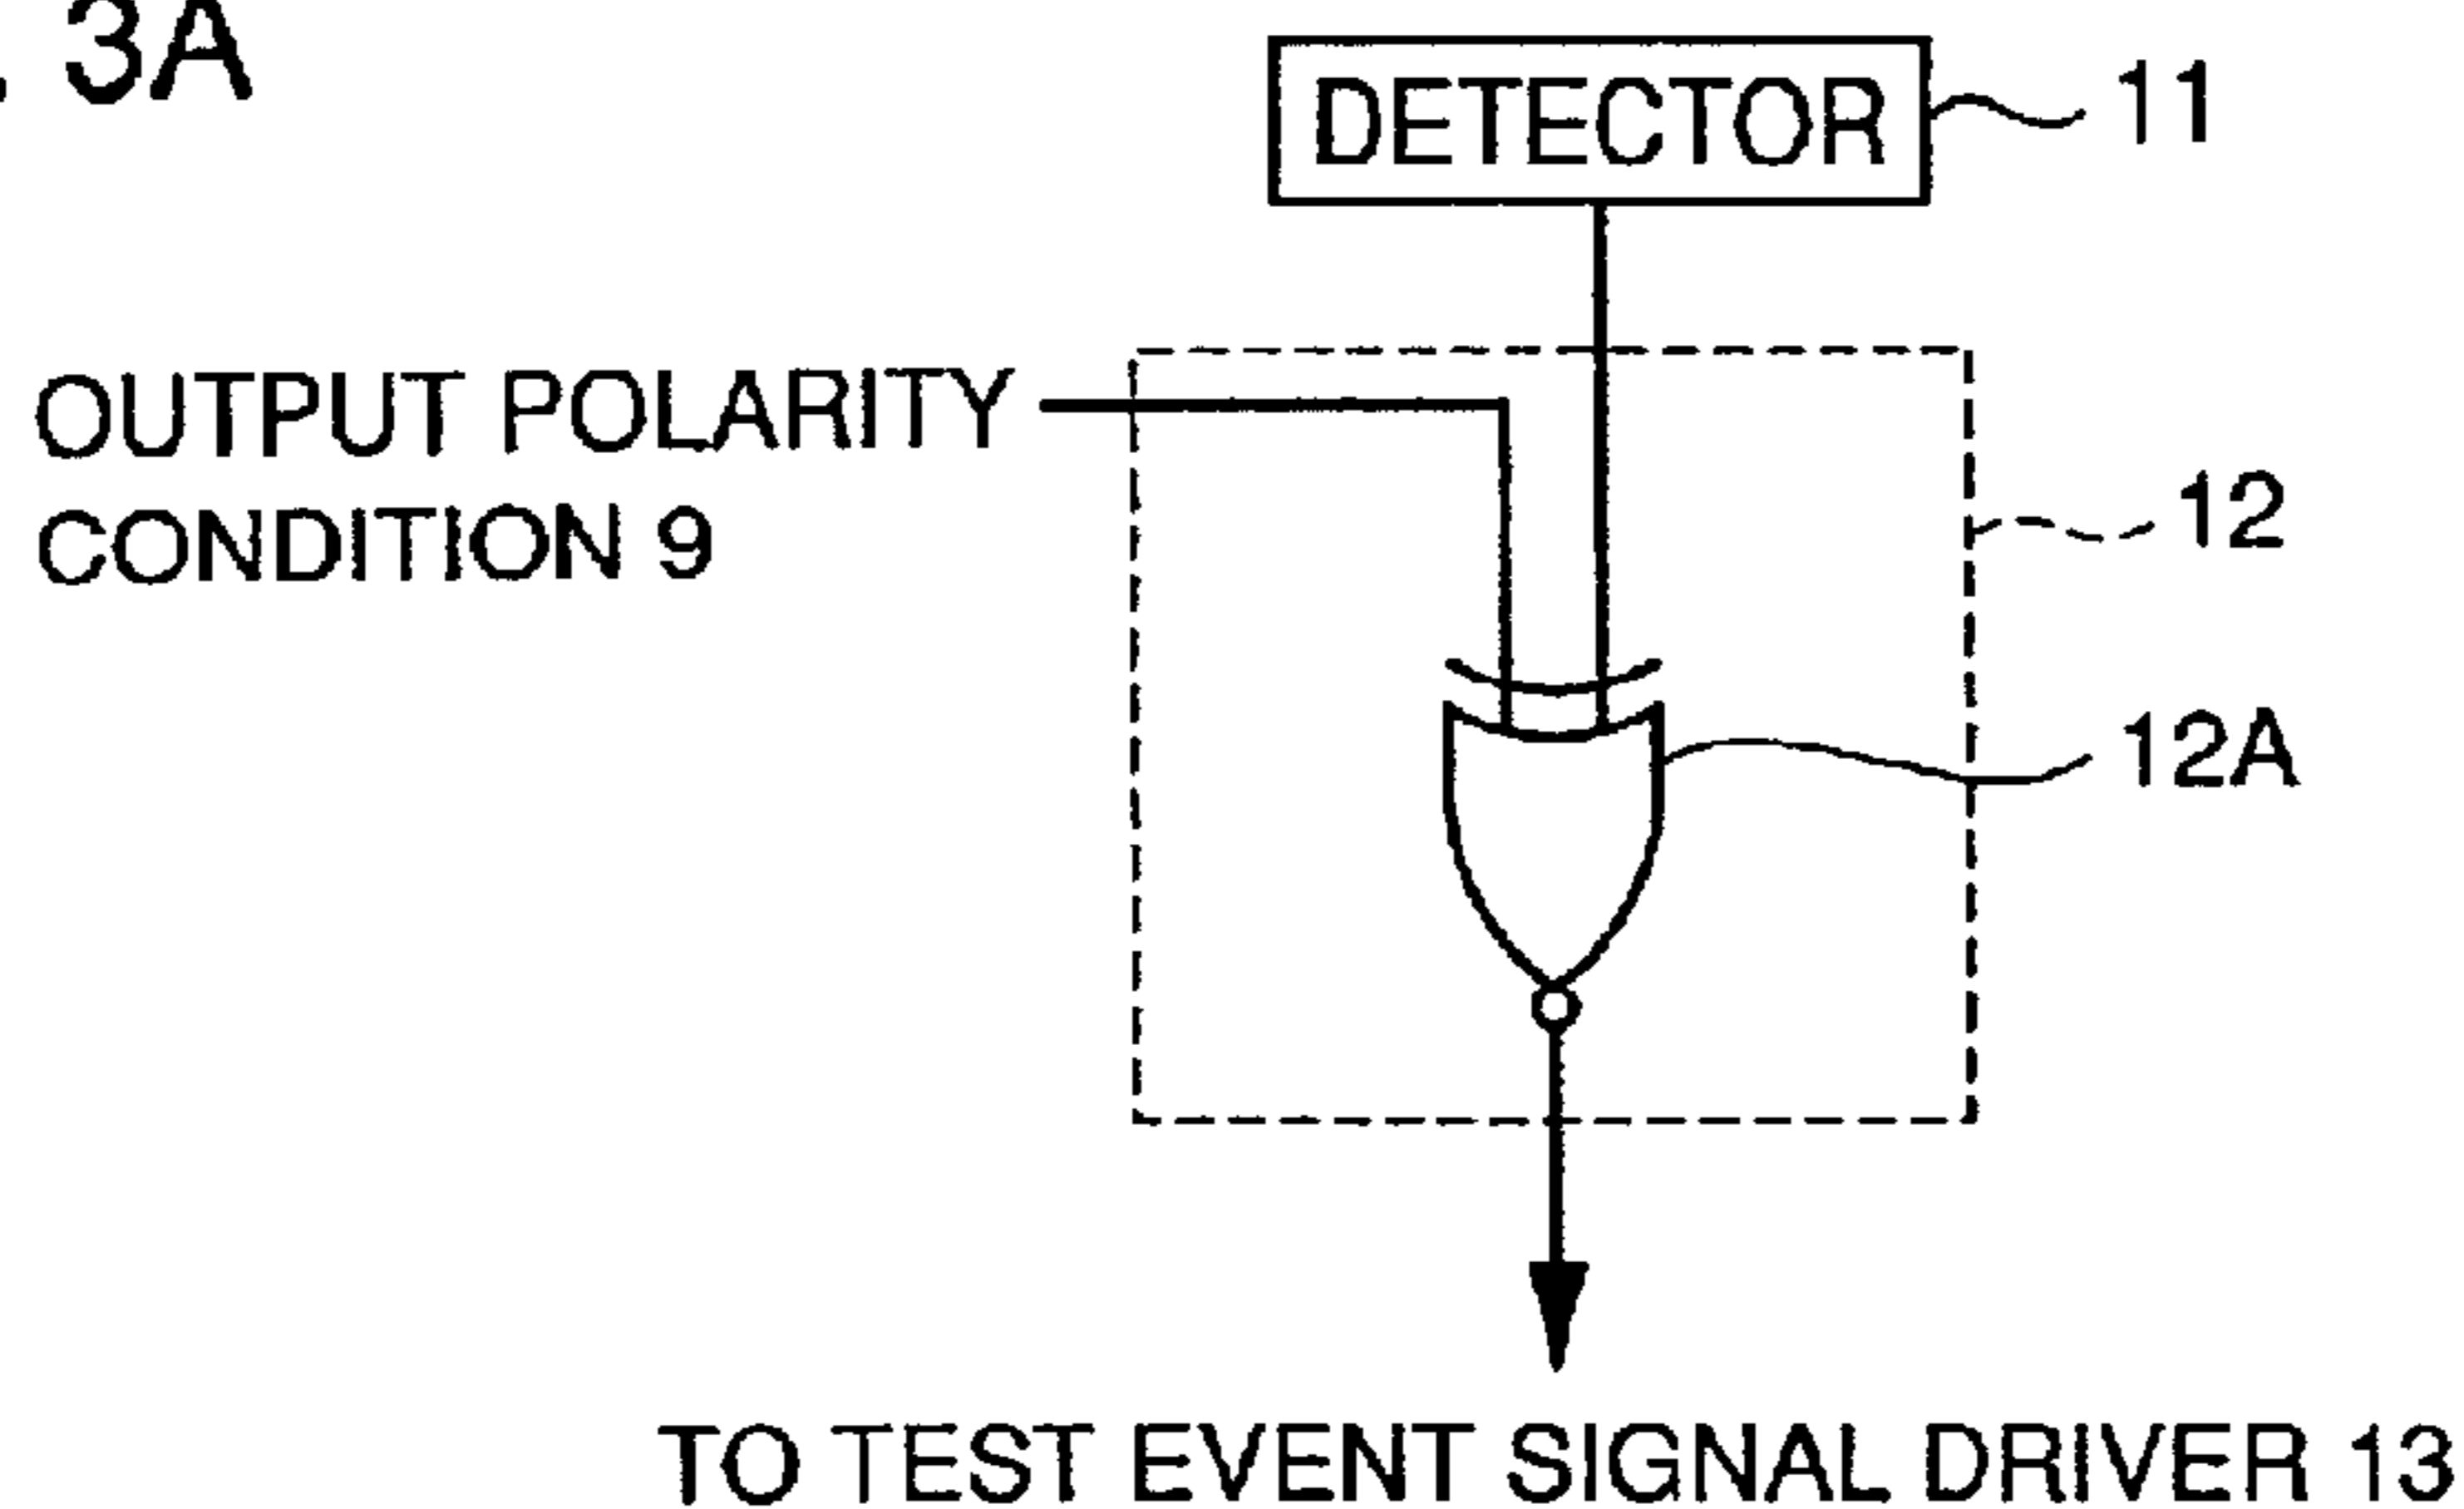 3A
DETECTOR
11
OUTPUT POLARITY
CONDITION 9
12
12A
TO TEST EVENT SIGNAL DRIVER 13